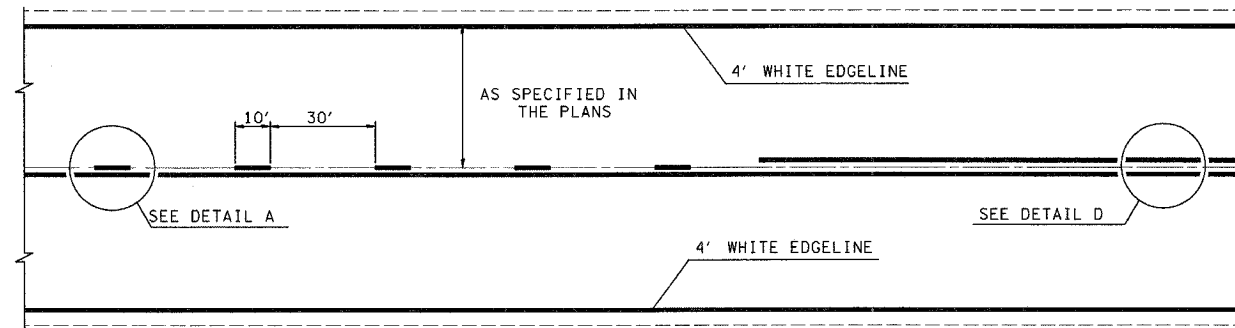 4' WHITE EDGELINE
AS SPECIFIED IN
THE PLANS
10'
30'
SEE DETAIL A
SEE DETAIL D
4' WHITE EDGELINE